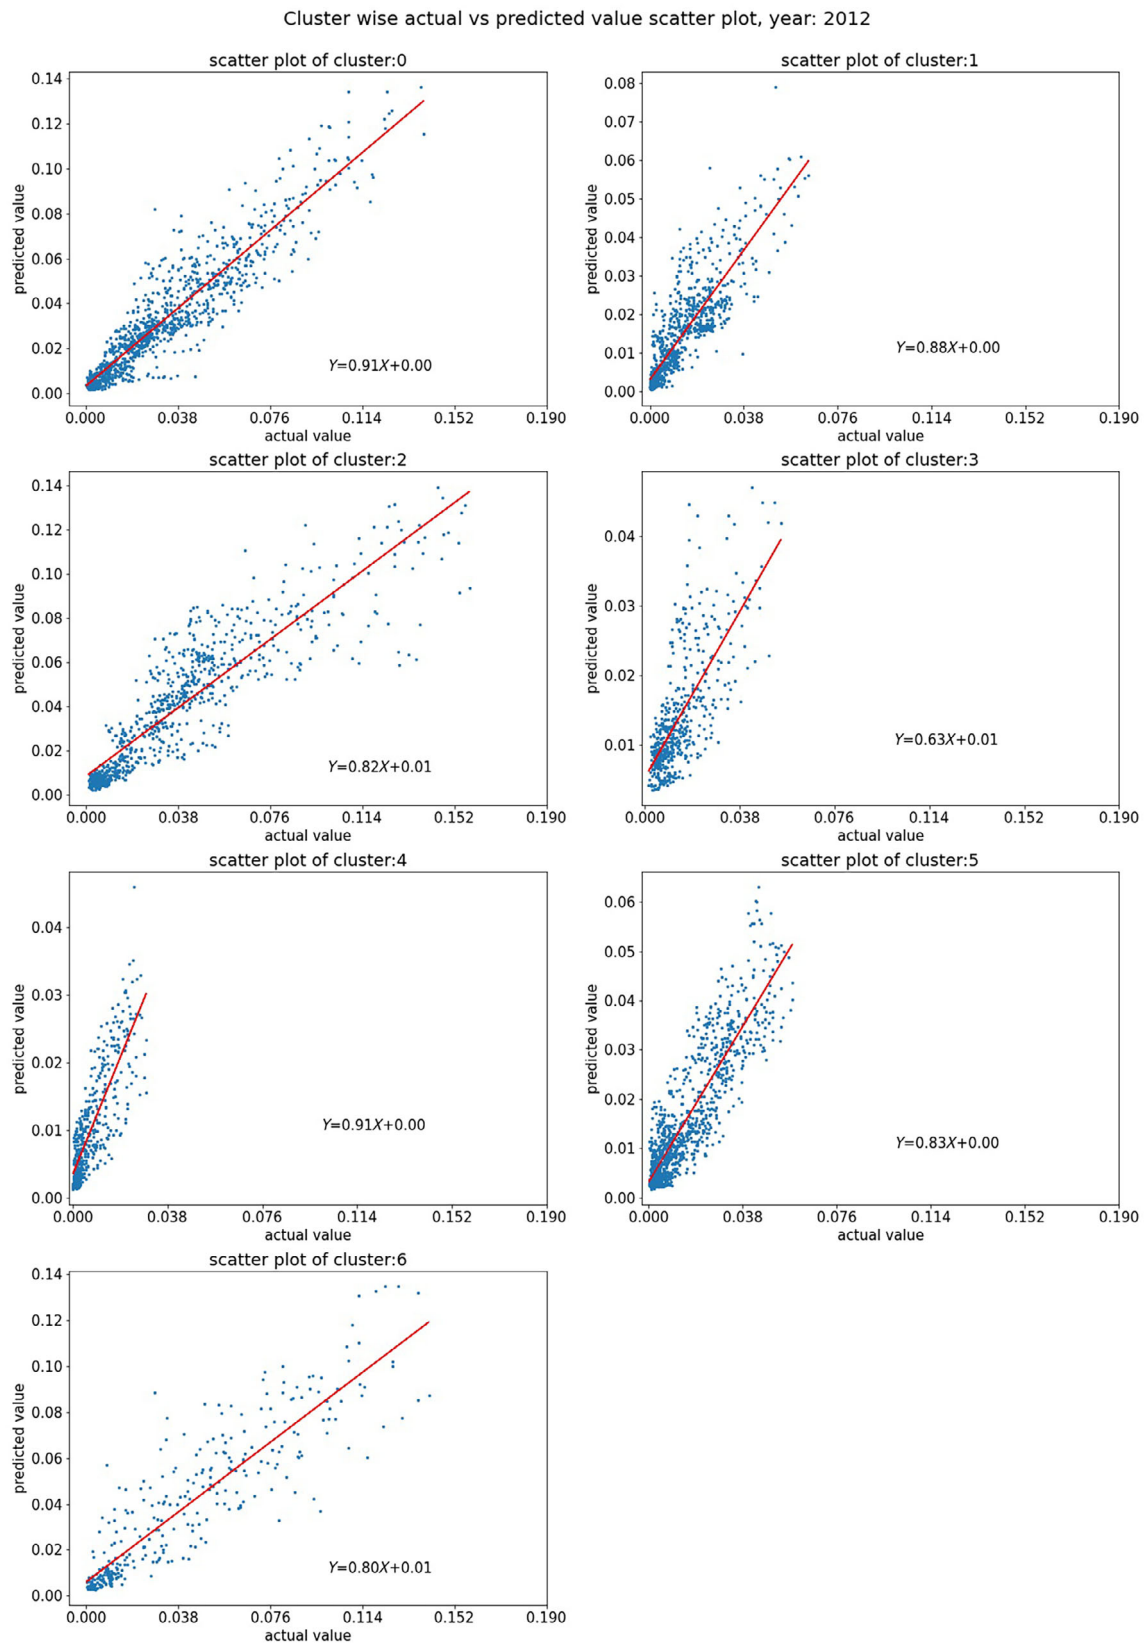 Cluster wise actual vs predicted value scatter plot, year: 2012
scatter plot of cluster:0
0.14
0.12
0.10
0.08
0.06
0.04
0.02
0.00
predicted value
Y=0.91X+0.00
0.000 0.038 0.076 0.114 0.152 0.190
actual value
scatter plot of cluster:1
0.08
0.07
0.06
0.05
0.04
0.03
0.02
0.01
0.00
predicted value
Y=0.88X+0.00
0.000 0.038 0.076 0.114 0.152 0.190
actual value
scatter plot of cluster:2
0.14
0.12
0.10
0.08
0.06
0.04
0.02
0.00
predicted value
Y=0.82X+0.01
0.000 0.038 0.076 0.114 0.152 0.190
actual value
scatter plot of cluster:3
0.04
0.03
0.02
0.01
predicted value
Y=0.63X+0.01
0.000 0.038 0.076 0.114 0.152 0.190
actual value
scatter plot of cluster:4
0.04
0.03
0.02
0.01
0.00
predicted value
Y=0.91X+0.00
0.000 0.038 0.076 0.114 0.152 0.190
actual value
scatter plot of cluster:5
0.06
0.05
0.04
0.03
0.02
0.01
0.00
predicted value
Y=0.83X+0.00
0.000 0.038 0.076 0.114 0.152 0.190
actual value
scatter plot of cluster:6
0.14
0.12
0.10
0.08
0.06
0.04
0.02
0.00
predicted value
Y=0.80X+0.01
0.000 0.038 0.076 0.114 0.152 0.190
actual value